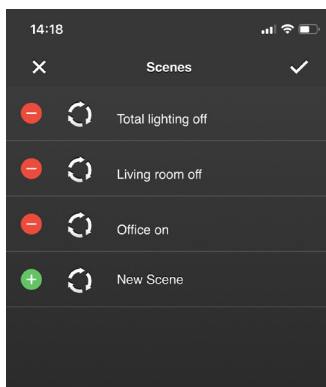 14:18
Scenes
Total lighting off
Living room off
Office on
New Scene